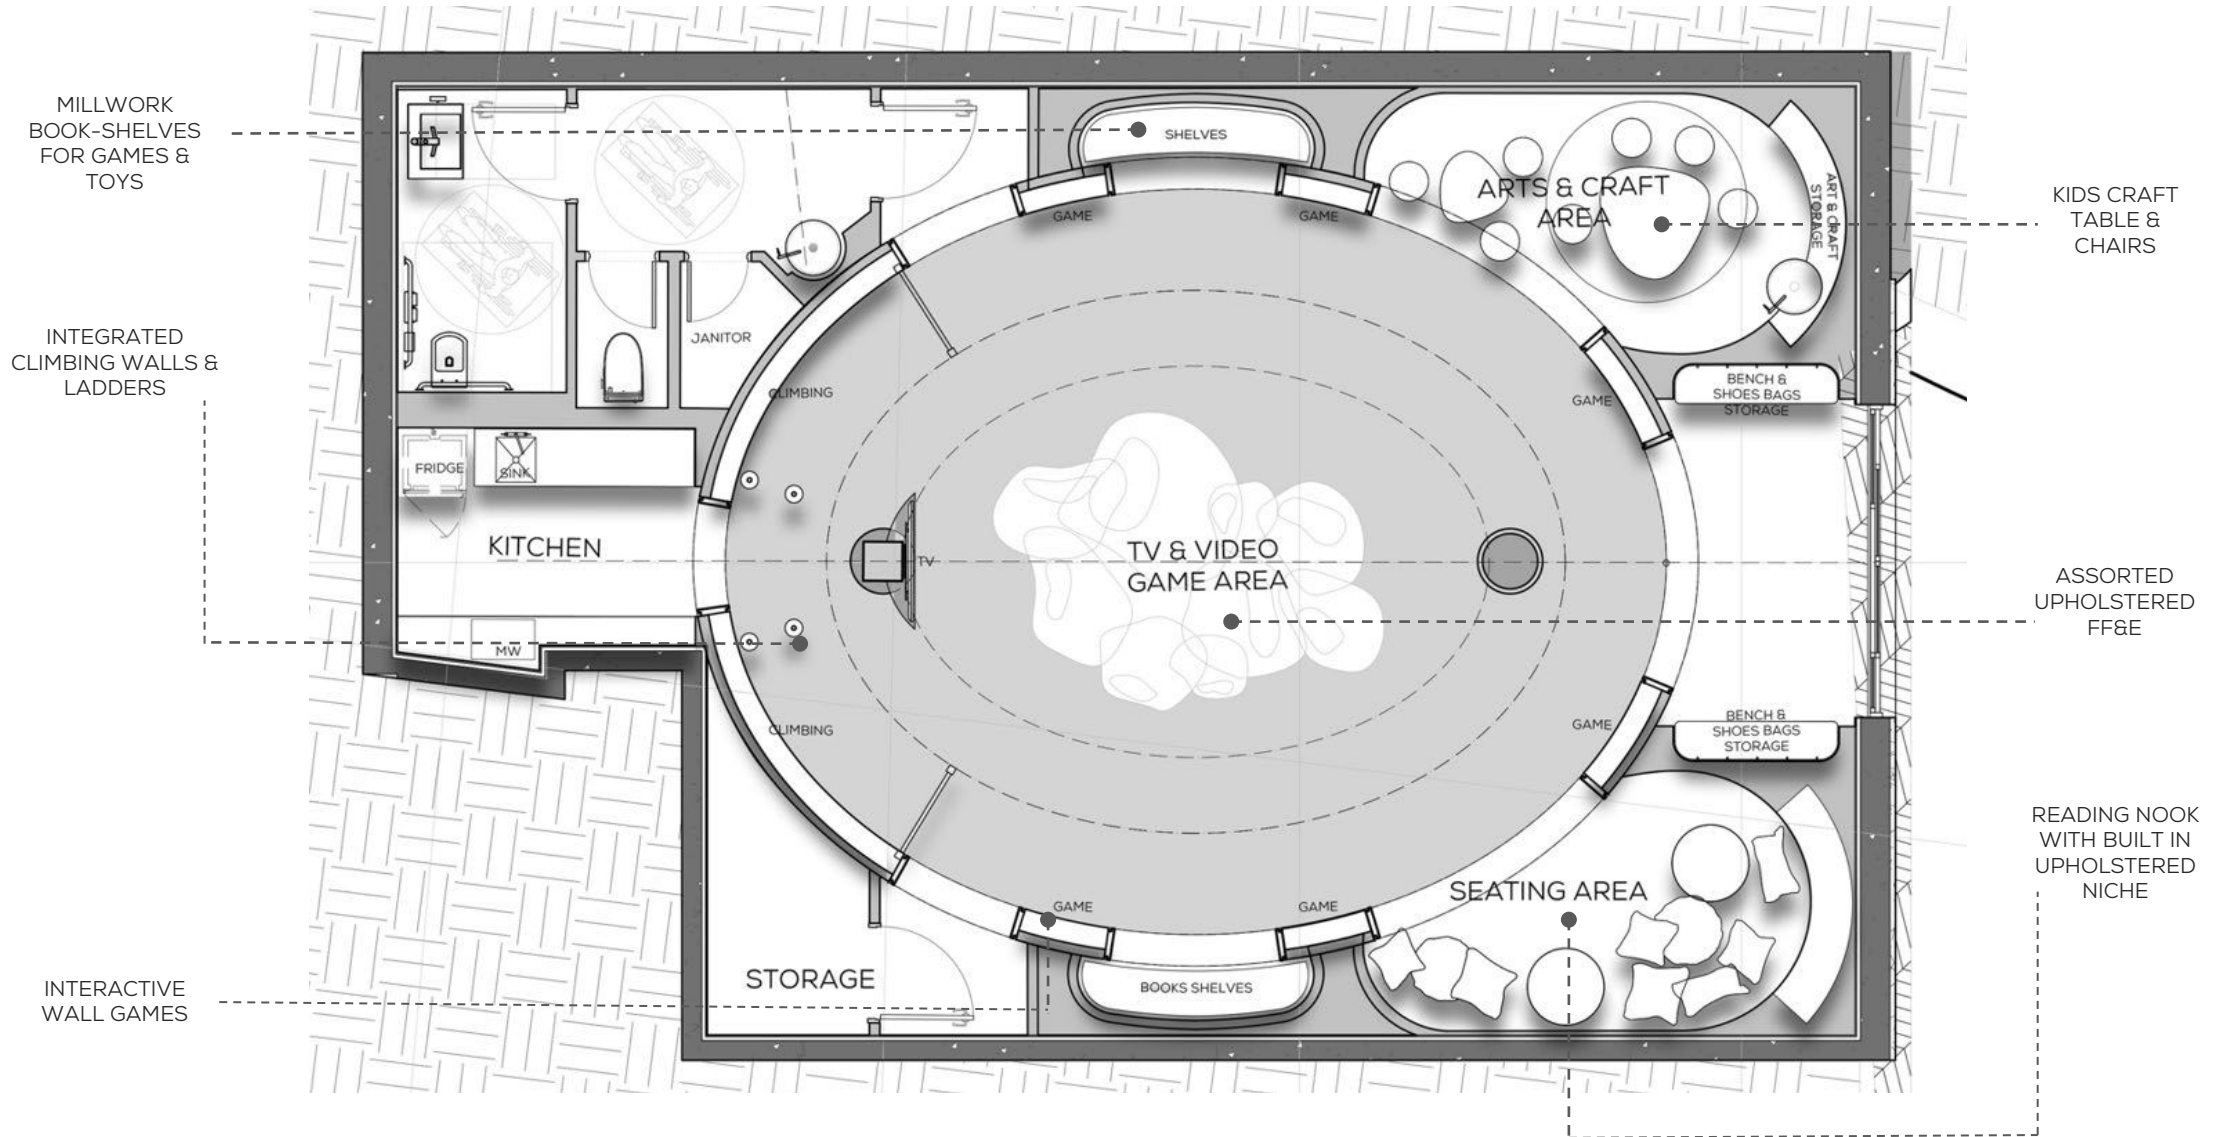 MILLWORK
BOOK-SHELVES
FOR GAMES &
TOYS
INTEGRATED
CLIMBING WALLS &
LADDERS
INTERACTIVE
WALL GAMES
SHELVES
GAME
GAME
ARTS & CRAFT
AREA
ART & CRAFT
STORAGE
JANITOR
CLIMBING
GAME
BENCH &
SHOES BAGS
STORAGE
FRIDGE
SINK
KITCHEN
TV
TV & VIDEO
GAME AREA
MW
CLIMBING
GAME
BENCH &
SHOES BAGS
STORAGE
SEATING AREA
GAME
GAME
STORAGE
BOOKS SHELVES
KIDS CRAFT
TABLE &
CHAIRS
ASSORTED
UPHOLSTERED
FF&E
READING NOOK
WITH BUILT IN
UPHOLSTERED
NICHE